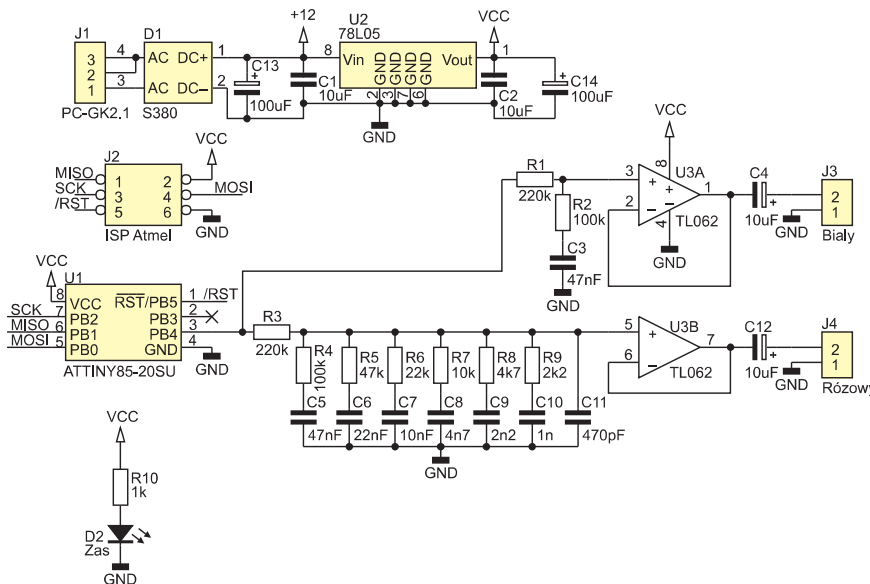 J1
3
2
1
PC-GK2.1
4
3
D1
AC DC+
AC DC−
S380
1
2
C13
+
100uF
+12
C1
10uF
U2
78L05
8
Vin
GND
GND
GND
GND
Vout
2
3
7
6
GND
VCC
1
C2
10uF
+
C14
100uF
J2
MISO
SCK
/RST
1 2
3 4
5 6
VCC
MOSI
GND
ISP Atmel
R1
220k
R2
100k
C3
47nF
GND
VCC
8
U3A
3
+
+
2
−
−
1
4
TL062
GND
C4
10uF
+
J3
2
1
GND
Bialy
VCC
U1
8
VCC
RST/PB5
1
/RST
SCK
7
PB2
PB3
2
MISO
6
PB1
PB4
3
MOSI
5
PB0
GND
4
GND
ATTINY85-20SU
R3
220k
R4
100k
R5
47k
R6
22k
R7
10k
R8
4k7
R9
2k2
C5
47nF
C6
22nF
C7
10nF
C8
4n7
C9
2n2
C10
1n
C11
470pF
GND
5
+
6
−
U3B
7
TL062
C12
10uF
+
J4
2
1
GND
Rózowy
VCC
R10
1k
D2
Zas
GND